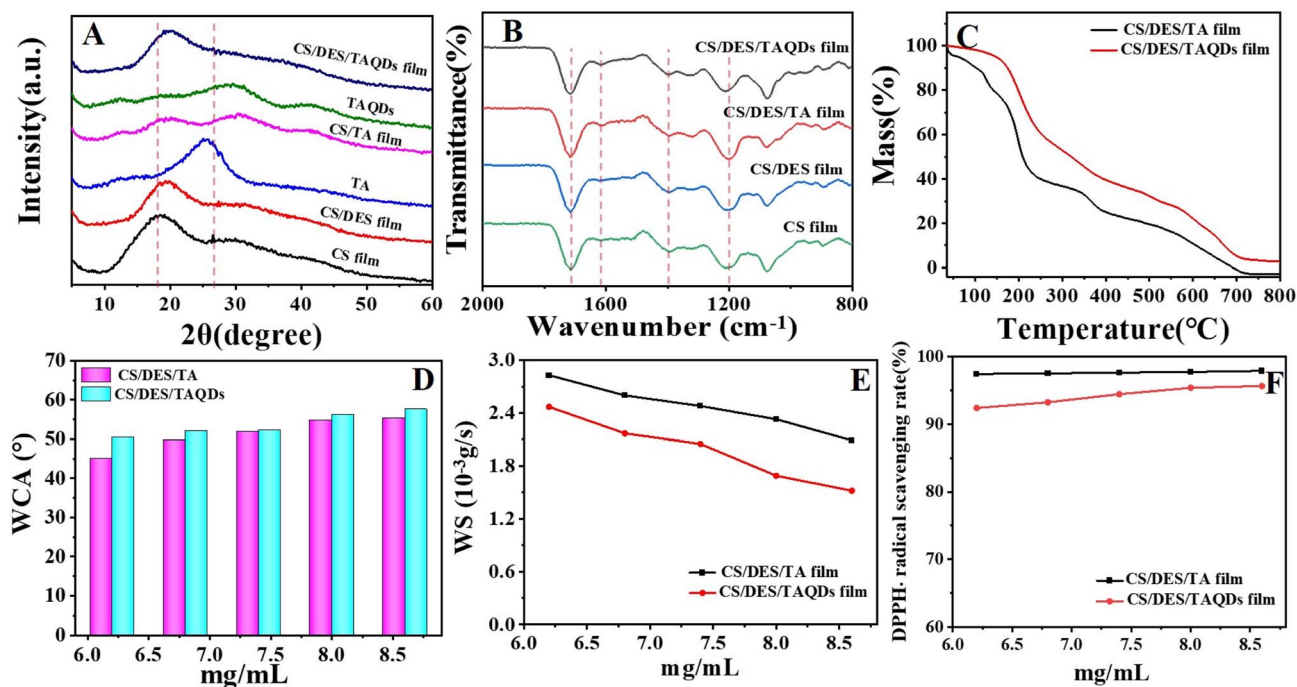 A
Intensity(a.u.)
CS/DES/TAQDs film
TAQDs
CS/TA film
TA
CS/DES film
CS film
10 20 30 40 50 60
2θ(degree)
B
Transmittance(%)
CS/DES/TAQDs film
CS/DES/TA film
CS/DES film
CS film
2000 1600 1200 800
Wavenumber (cm⁻¹)
C
CS/DES/TA film
CS/DES/TAQDs film
Mass(%)
100
80
60
40
20
0
100 200 300 400 500 600 700 800
Temperature(°C)
D
CS/DES/TA
CS/DES/TAQDs
WCA (°)
70
60
50
40
30
20
10
0
6.0 6.5 7.0 7.5 8.0 8.5
mg/mL
E
WS (10⁻³g/s)
3.0
2.4
1.8
1.2
0.6
0.0
CS/DES/TA film
CS/DES/TAQDs film
6.0 6.5 7.0 7.5 8.0 8.5
mg/mL
F
DPPH· radical scavenging rate(%)
100
98
90
80
70
60
CS/DES/TA film
CS/DES/TAQDs film
6.0 6.5 7.0 7.5 8.0 8.5
mg/mL